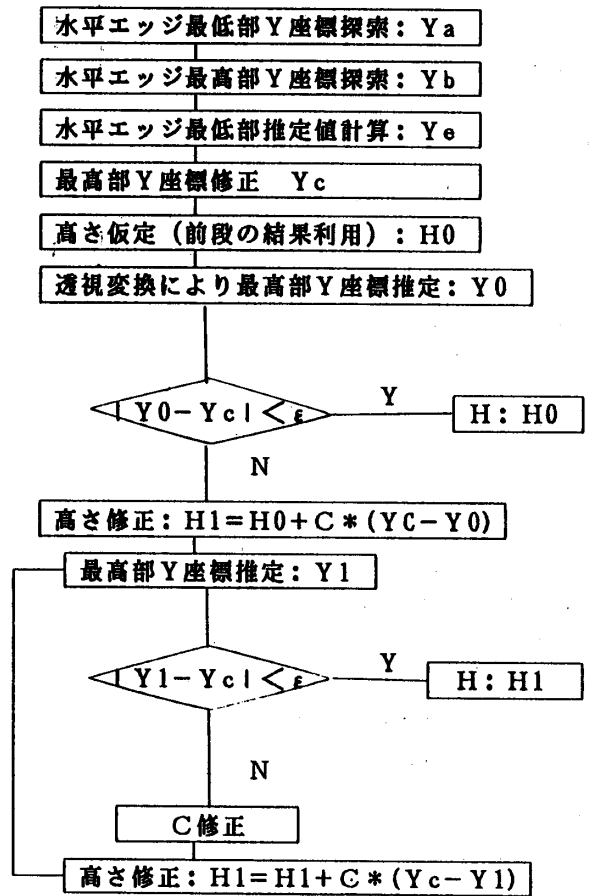 水平エッジ最低部Y座標探索：Ya
水平エッジ最高部Y座標探索：Yb
水平エッジ最低部推定値計算：Ye
最高部Y座標修正 Yc
高さ仮定（前段の結果利用）：H0
透視変換により最高部Y座標推定：Y0
|Y0-Yc|<ε
Y
H：H0
N
高さ修正：H1=H0+C*(YC-Y0)
最高部Y座標推定：Y1
|Y1-Yc|<ε
Y
H：H1
N
C修正
高さ修正：H1=H1+C*(Yc-Y1)